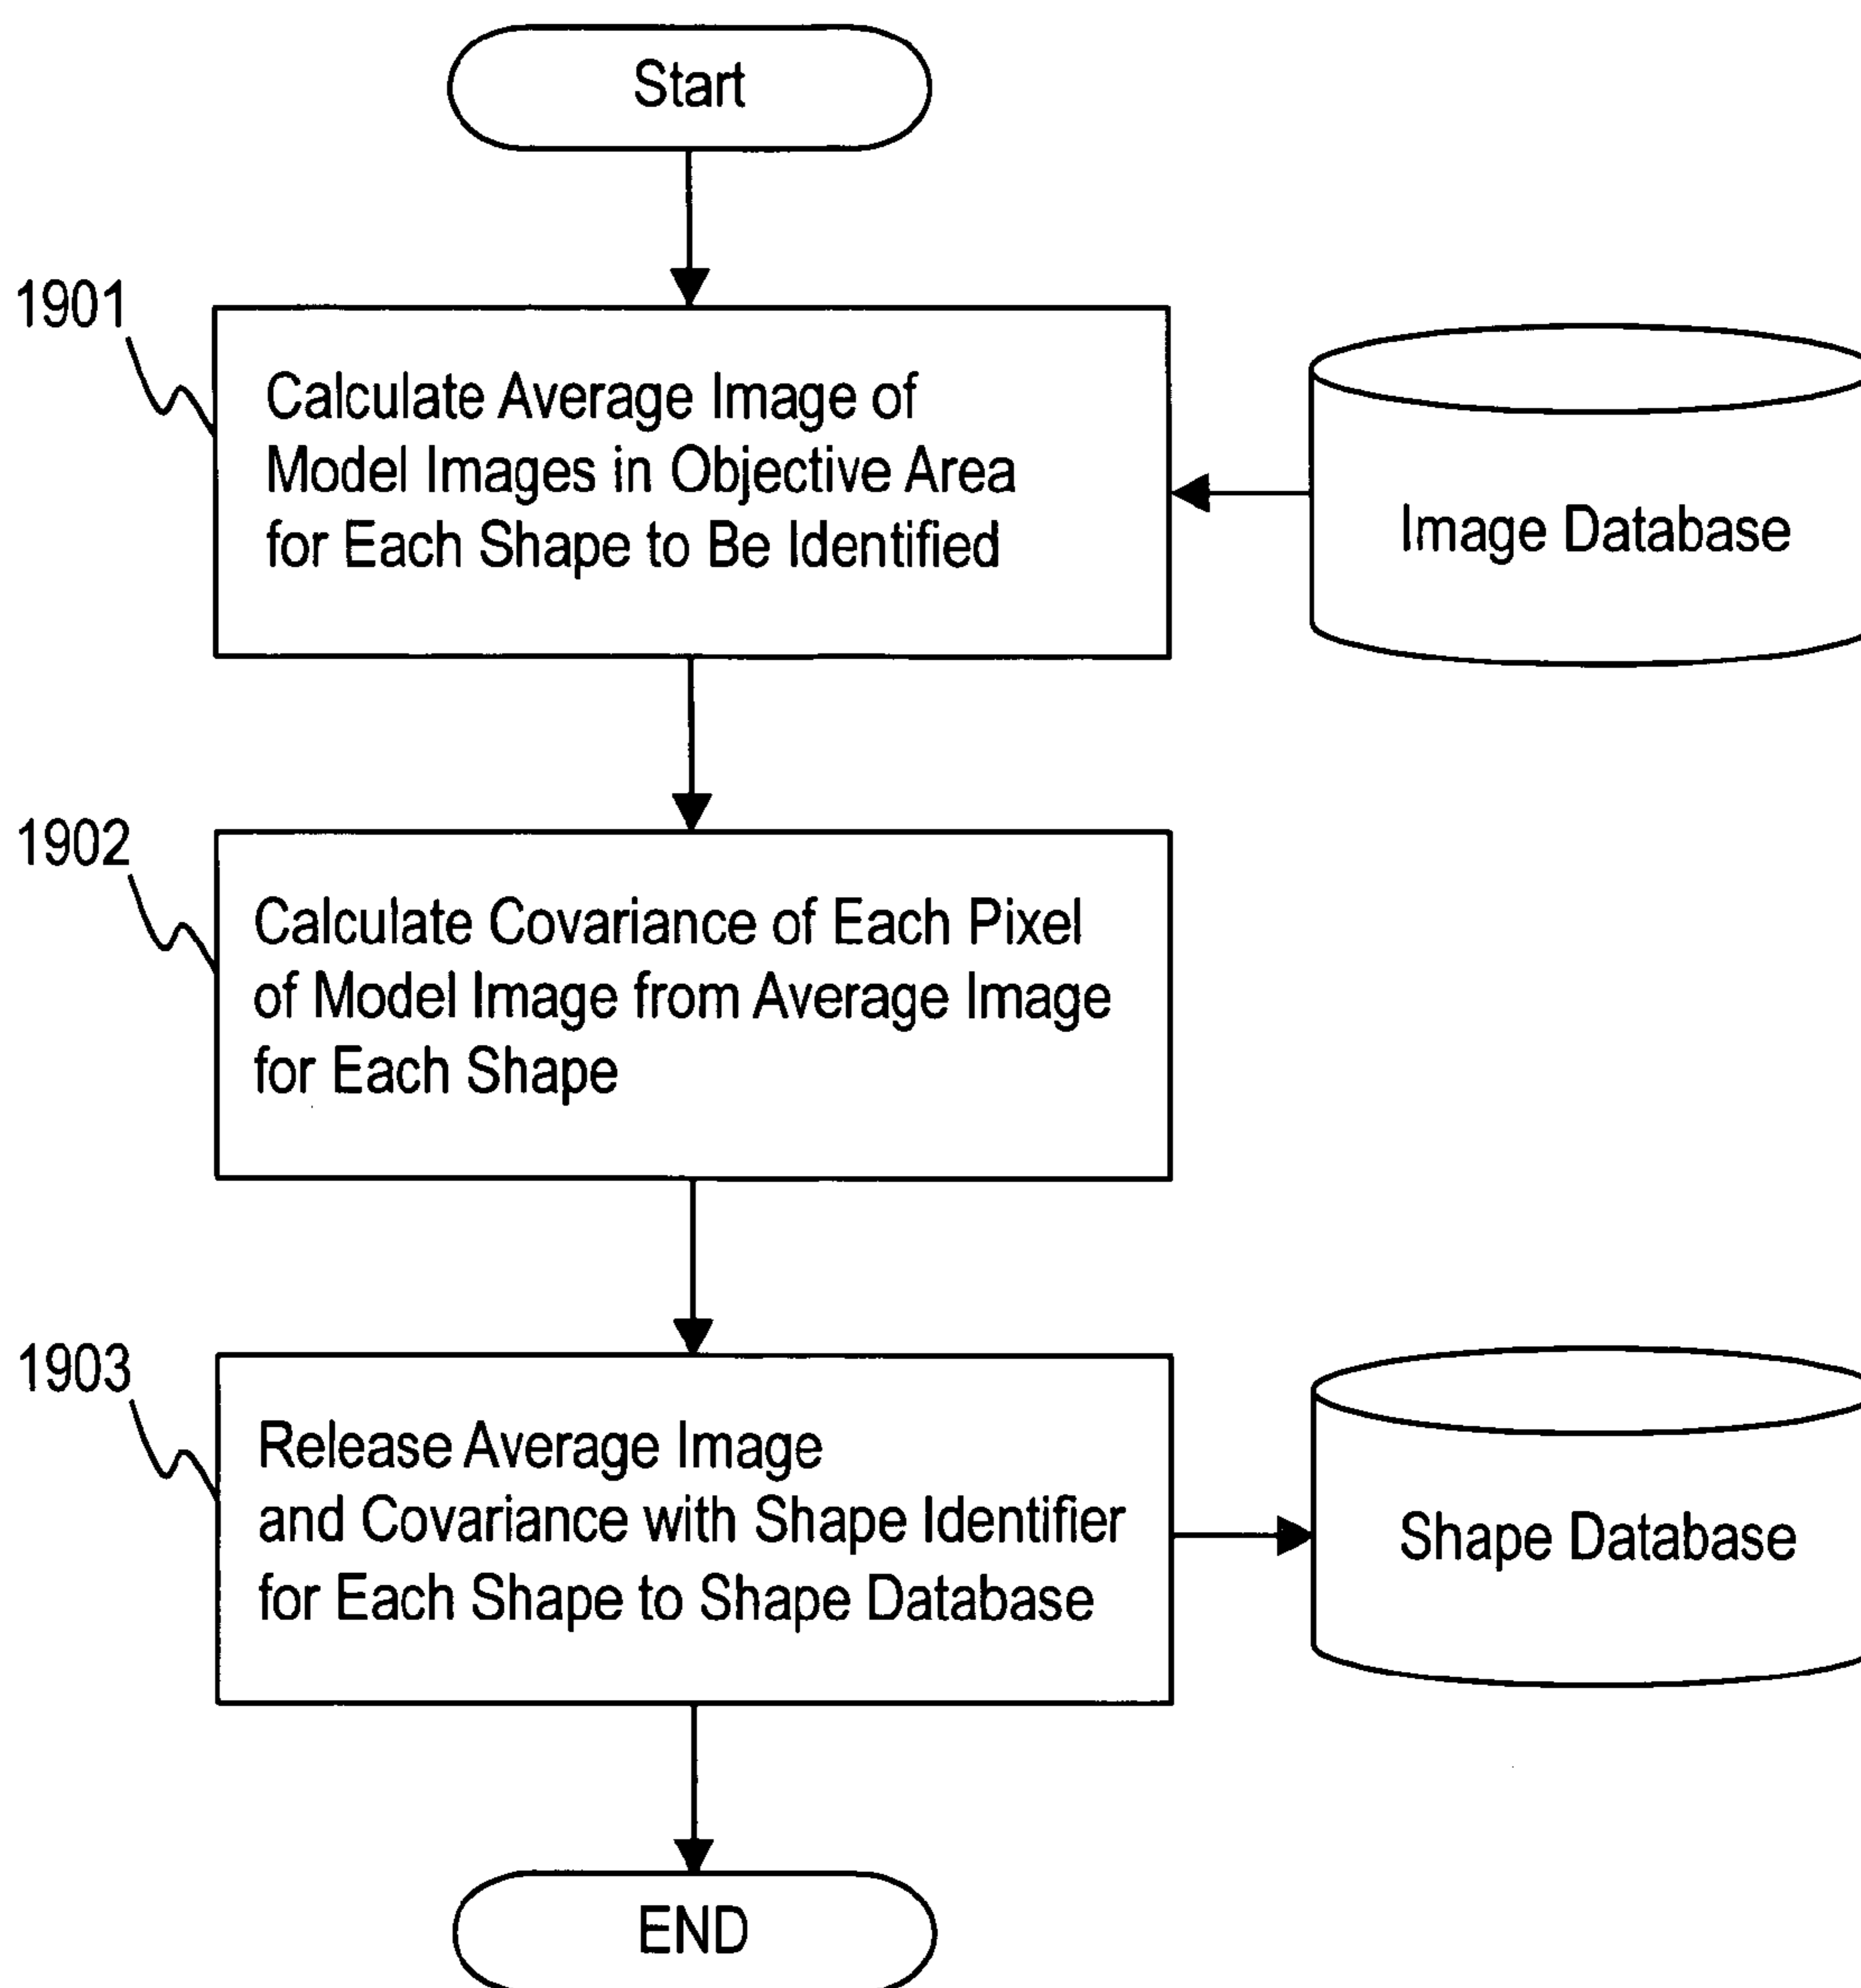 Start
1901
Calculate Average Image of
Model Images in Objective Area
for Each Shape to Be Identified
Image Database
1902
Calculate Covariance of Each Pixel
of Model Image from Average Image
for Each Shape
1903
Release Average Image
and Covariance with Shape Identifier
for Each Shape to Shape Database
Shape Database
END